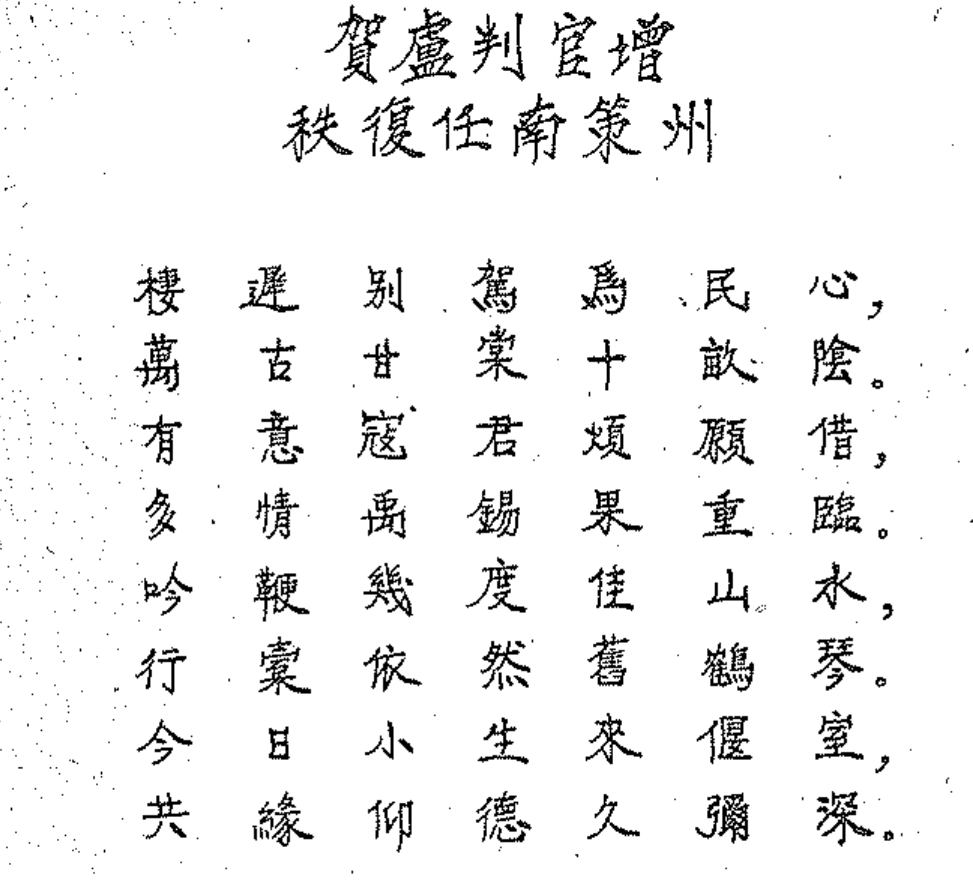 賀盧判官增
秩復任南策州
棲遲別駕爲民心，
萬古甘棠十畝陰。
有意寇君煩願借，
多情禹錫果重臨。
吟鞭幾度佳山水，
行囊依然舊鶴琴。
今日小生來偃室，
共緣仰德久彌深。